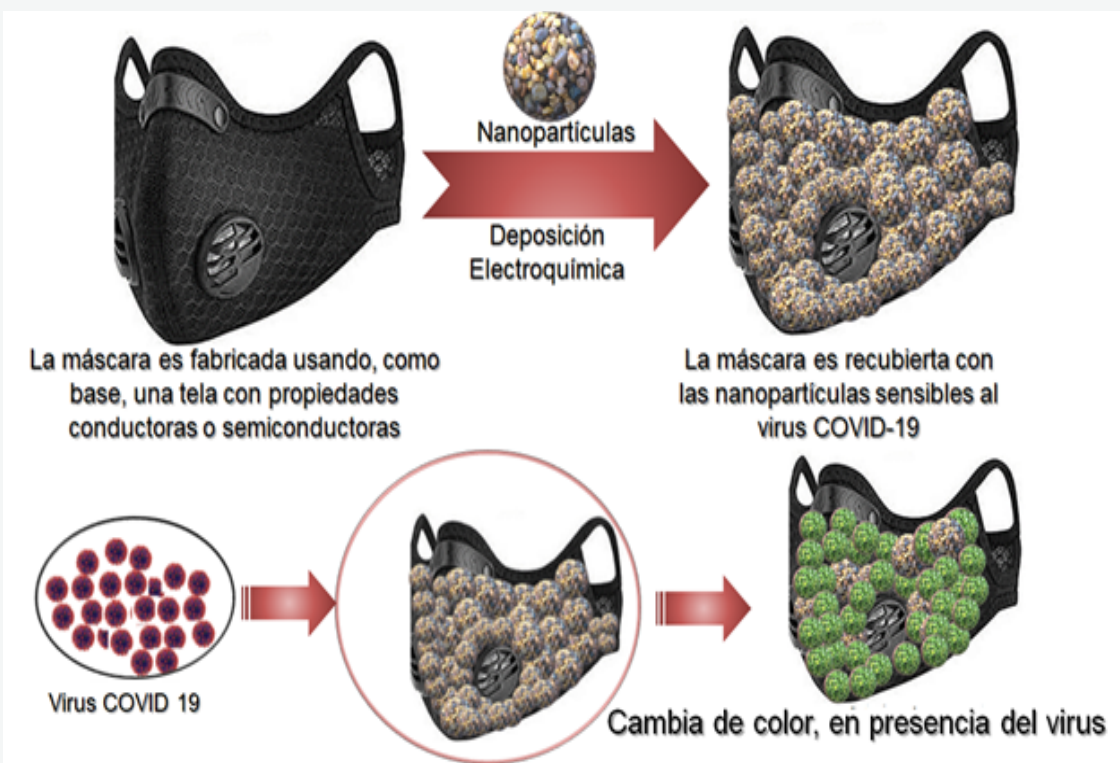 Nanopartículas
Deposición
Electroquímica
La máscara es fabricada usando, como
base, una tela con propiedades
conductoras o semiconductoras
La máscara es recubierta con
las nanopartículas sensibles al
virus COVID-19
Virus COVID 19
Cambia de color, en presencia del virus